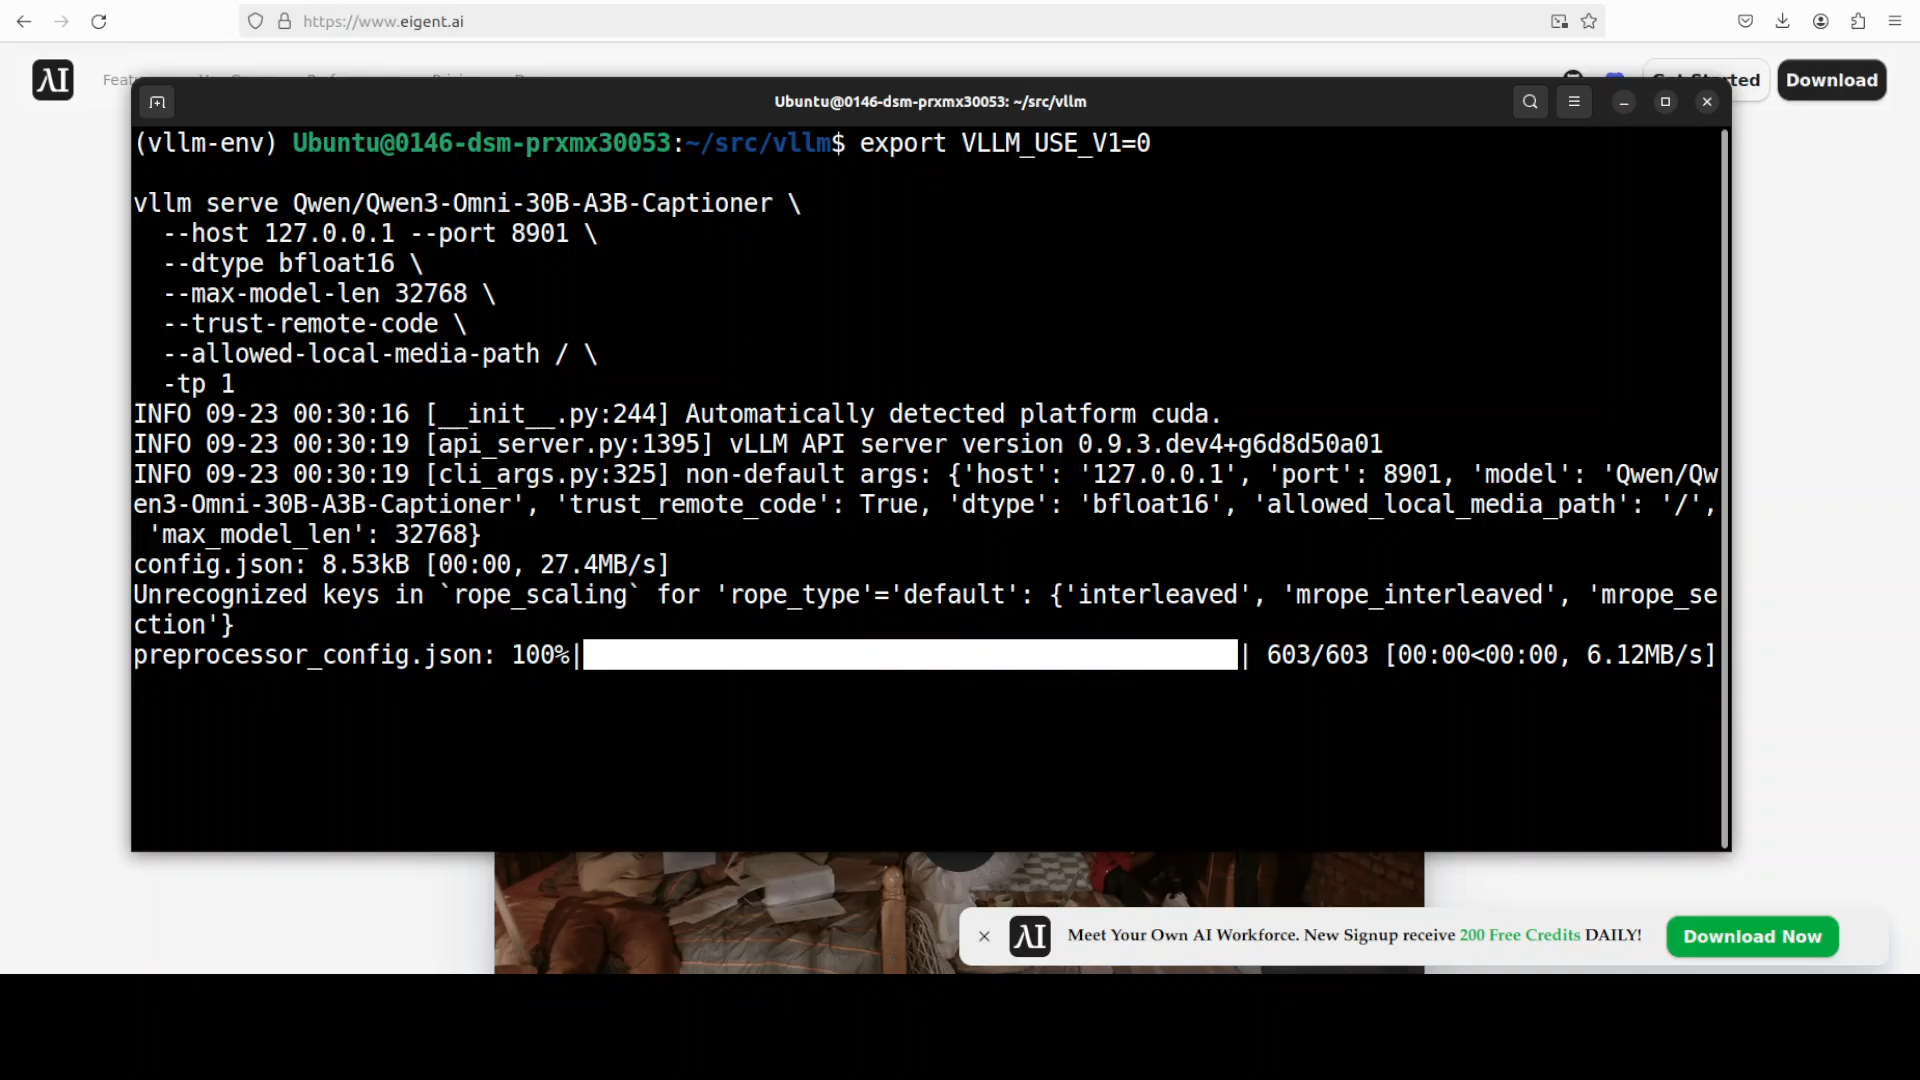 https://www.eigent.ai
AI
Download
Ubuntu@0146-dsm-prxmx30053: ~/src/vllm
(vllm-env) Ubuntu@0146-dsm-prxmx30053:~/src/vllm$ export VLLM_USE_V1=0
vllm serve Qwen/Qwen3-Omni-30B-A3B-Captioner \
--host 127.0.0.1 --port 8901 \
--dtype bfloat16 \
--max-model-len 32768 \
--trust-remote-code \
--allowed-local-media-path / \
-tp 1
INFO 09-23 00:30:16 [__init__.py:244] Automatically detected platform cuda.
INFO 09-23 00:30:19 [api_server.py:1395] vLLM API server version 0.9.3.dev4+g6d8d50a01
INFO 09-23 00:30:19 [cli_args.py:325] non-default args: {'host': '127.0.0.1', 'port': 8901, 'model': 'Qwen/Qw
en3-Omni-30B-A3B-Captioner', 'trust_remote_code': True, 'dtype': 'bfloat16', 'allowed_local_media_path': '/',
'max_model_len': 32768}
config.json: 8.53kB [00:00, 27.4MB/s]
Unrecognized keys in `rope_scaling` for 'rope_type'='default': {'interleaved', 'mrope_interleaved', 'mrope_se
ction'}
preprocessor_config.json: 100%| | 603/603 [00:00<00:00, 6.12MB/s]
AI Meet Your Own AI Workforce. New Signup receive 200 Free Credits DAILY! Download Now